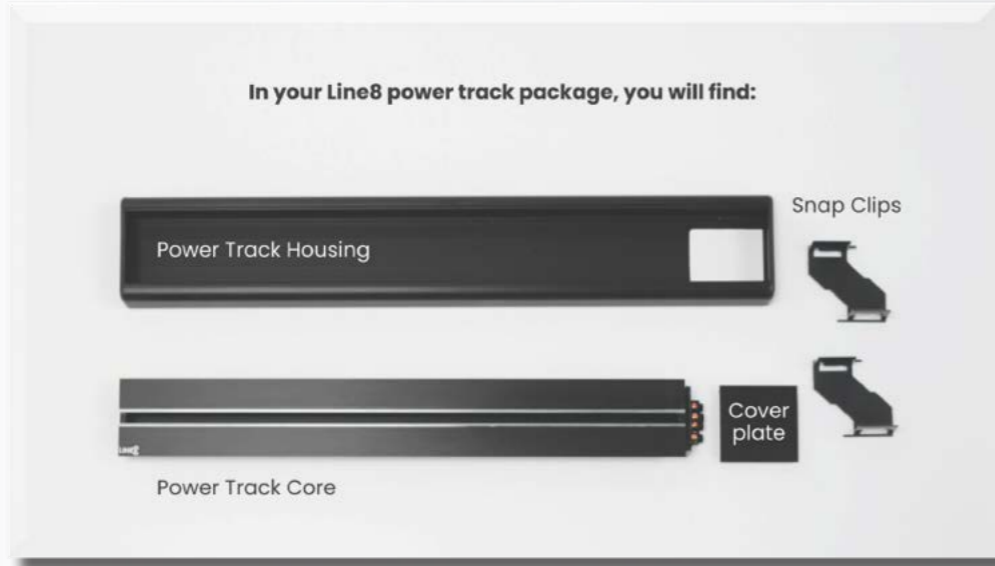 In your Line8 power track package, you will find:
Snap Clips
Power Track Housing
Cover
plate
LINE8
Power Track Core